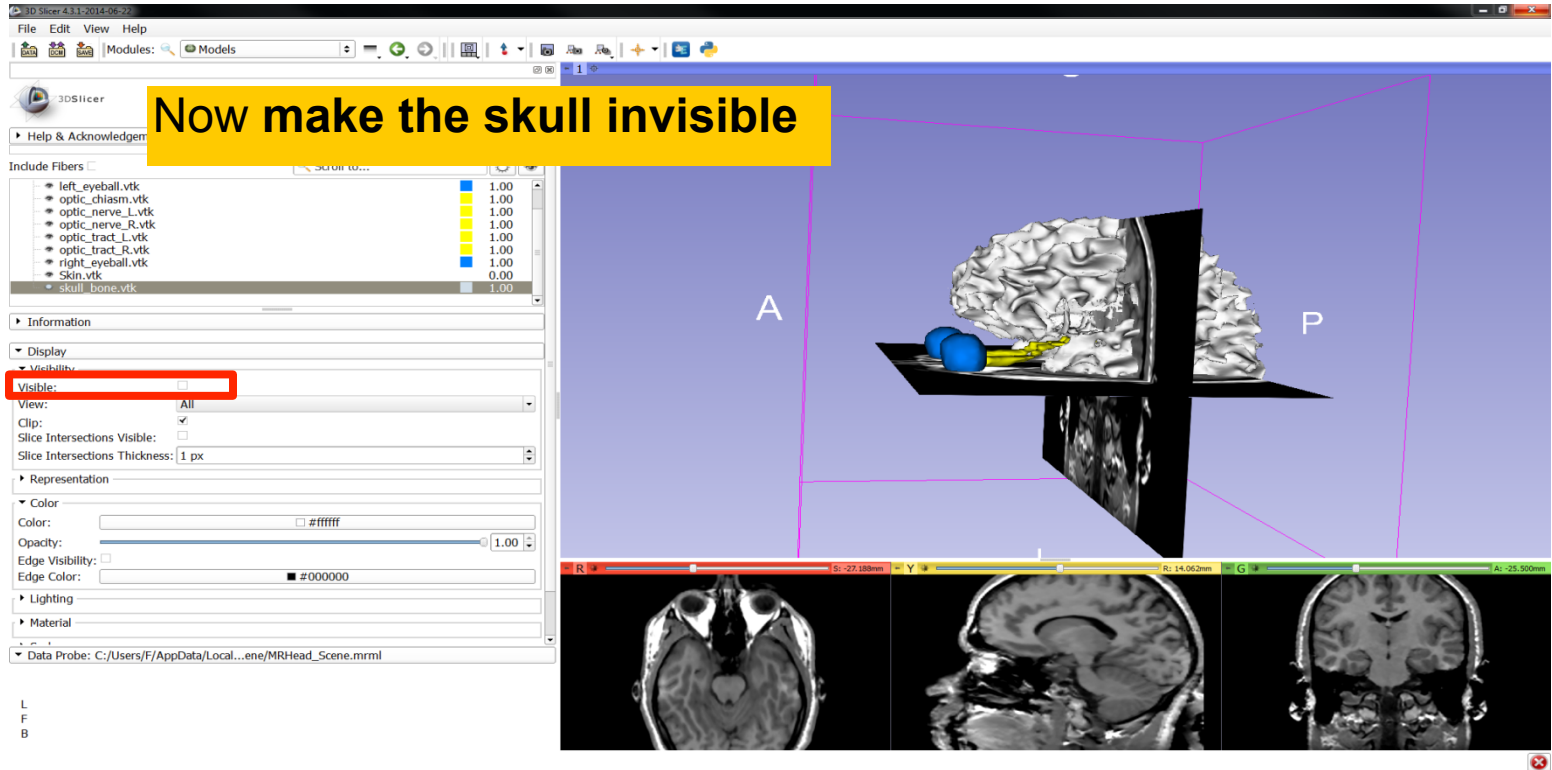 3D Slicer 4.3.1-2014-06-22
File Edit View Help
DATA DCM SAVE Modules: Models
1
3DSlicer
Now make the skull invisible
Help & Acknowledgem
Include Fibers Scroll to...
left_eyeball.vtk 1.00
optic_chiasm.vtk 1.00
optic_nerve_L.vtk 1.00
optic_nerve_R.vtk 1.00
optic_tract_L.vtk 1.00
optic_tract_R.vtk 1.00
right_eyeball.vtk 1.00
Skin.vtk 0.00
skull_bone.vtk 1.00
Information
Display
Visibility
Visible:
View: All
Clip:
Slice Intersections Visible:
Slice Intersections Thickness: 1 px
Representation
Color
Color: #ffffff
Opacity: 1.00
Edge Visibility:
Edge Color: #000000
Lighting
Material
Data Probe: C:/Users/F/AppData/Local...ene/MRHead_Scene.mrml
L
F
B
A
P
R S: -27.188mm
Y R: 14.062mm
G A: -25.500mm